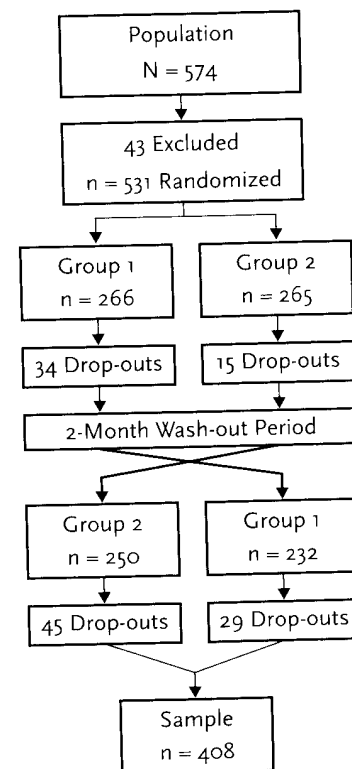 Population
N = 574
43 Excluded
n = 531 Randomized
Group 1
n = 266
Group 2
n = 265
34 Drop-outs
15 Drop-outs
2-Month Wash-out Period
Group 2
n = 250
Group 1
n = 232
45 Drop-outs
29 Drop-outs
Sample
n = 408